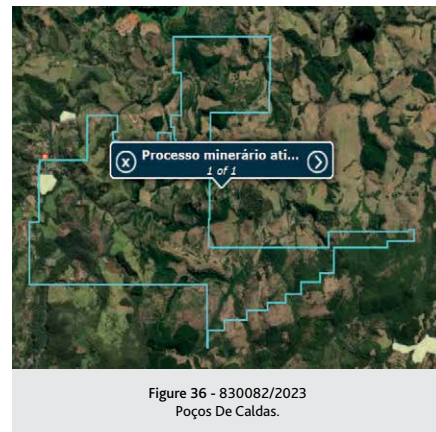 Processo minerário ati...
1 of 1
Figure 36 - 830082/2023
Poços De Caldas.